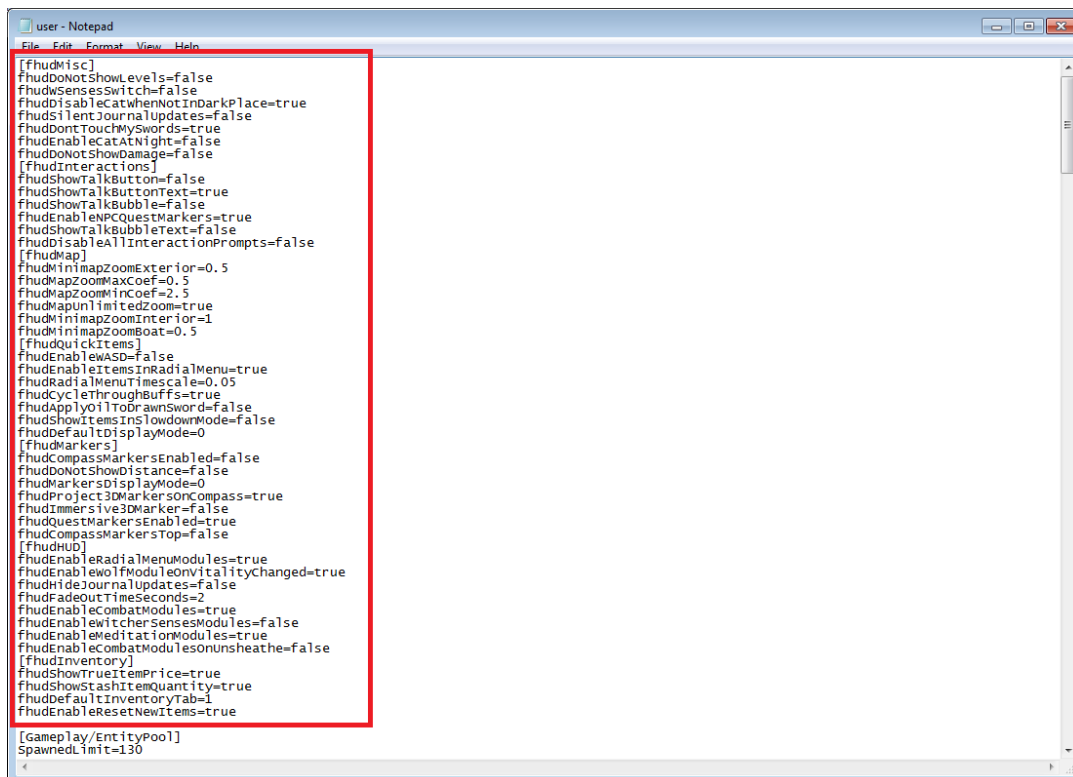 user - Notepad
File Edit Format View Help
[fhudMisc]
fhudDoNotShowLevels=false
fhudWSensesSwitch=false
fhudDisableCatWhenNotInDarkPlace=true
fhudSilentJournalUpdates=false
fhudDontTouchMySwords=true
fhudEnableCatAtNight=false
fhudDoNotShowDamage=false
[fhudInteractions]
fhudShowTalkButton=false
fhudShowTalkButtonText=true
fhudShowTalkBubble=false
fhudEnableNPCQuestMarkers=true
fhudShowTalkBubbleText=false
fhudDisableAllInteractionPrompts=false
[fhudMap]
fhudMinimapZoomExterior=0.5
fhudMapZoomMaxCoef=0.5
fhudMapZoomMinCoef=2.5
fhudMapUnlimitedZoom=true
fhudMinimapZoomInterior=1
fhudMinimapZoomBoat=0.5
[fhudQuickItems]
fhudEnableWASD=false
fhudEnableItemsInRadialMenu=true
fhudRadialMenuTimescale=0.05
fhudCycleThroughBuffs=true
fhudApplyOilToDrawnSword=false
fhudShowItemsInSlowdownMode=false
fhudDefaultDisplayMode=0
[fhudMarkers]
fhudCompassMarkersEnabled=false
fhudDoNotShowDistance=false
fhudMarkersDisplayMode=0
fhudProject3DMarkersOnCompass=true
fhudImmersive3DMarker=false
fhudQuestMarkersEnabled=true
fhudCompassMarkersTop=false
[fhudHUD]
fhudEnableRadialMenuModules=true
fhudEnableWolfModuleOnVitalityChanged=true
fhudHideJournalUpdates=false
fhudFadeOutTimeSeconds=2
fhudEnableCombatModules=true
fhudEnableWitcherSensesModules=false
fhudEnableMeditationModules=true
fhudEnableCombatModulesOnUnsheathe=false
[fhudInventory]
fhudShowTrueItemPrice=true
fhudShowStashItemQuantity=true
fhudDefaultInventoryTab=1
fhudEnableResetNewItems=true
[Gameplay/EntityPool]
SpawnedLimit=130